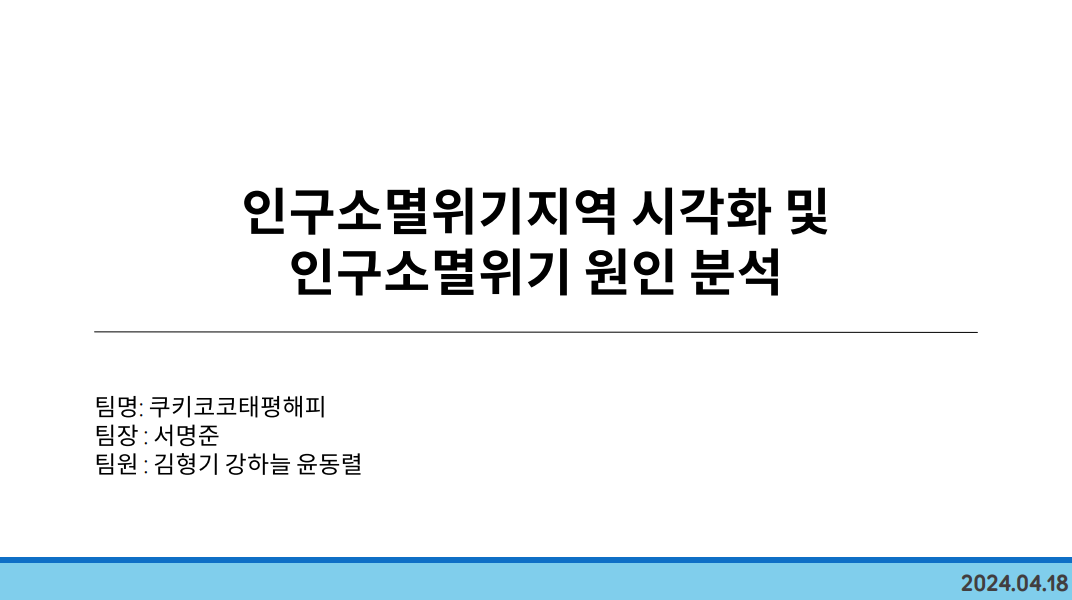 인구소멸위기지역 시각화 및
인구소멸위기 원인 분석
팀명: 쿠키코코태평해피
팀장 : 서명준
팀원 : 김형기 강하늘 윤동렬
2024.04.18